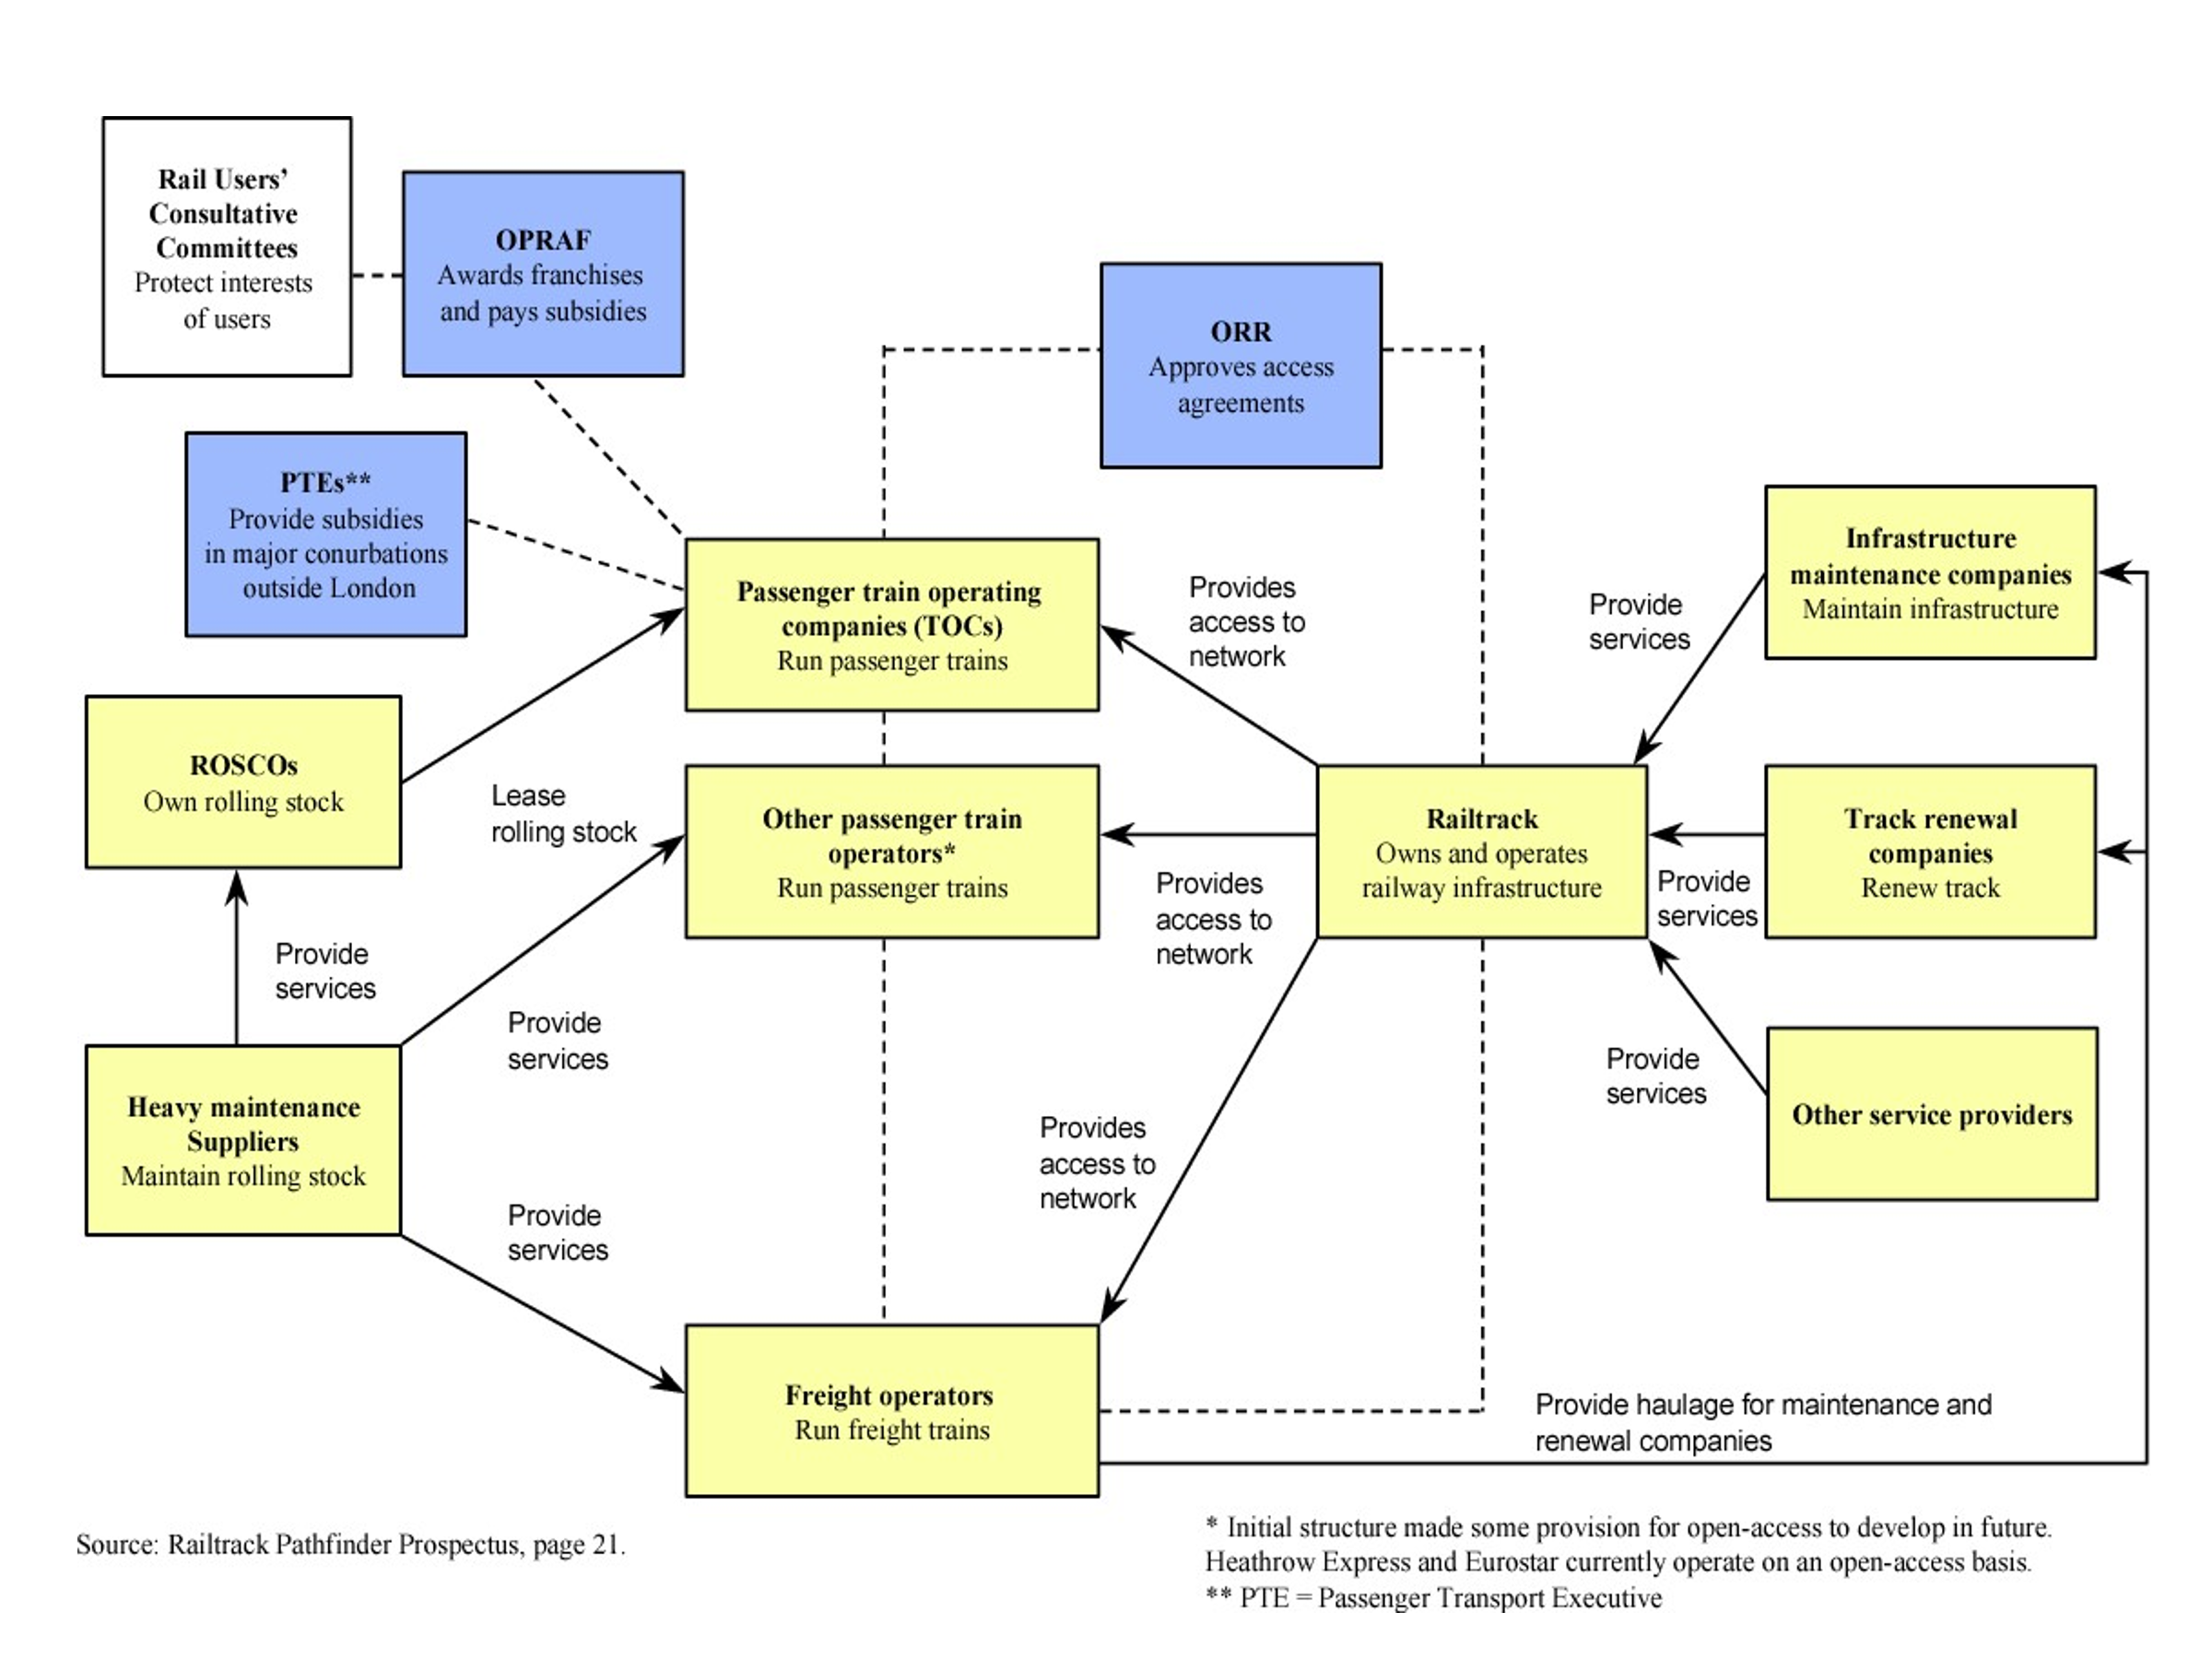 Rail Users’
Consultative
Committees
Protect interests
of users
OPRAF
Awards franchises
and pays subsidies
ORR
Approves access
agreements
PTEs**
Provide subsidies
in major conurbations
outside London
Infrastructure
maintenance companies
Maintain infrastructure
Passenger train operating
companies (TOCs)
Run passenger trains
Provides
access to
network
Provide
services
ROSCOs
Own rolling stock
Lease
rolling stock
Other passenger train
operators*
Run passenger trains
Railtrack
Owns and operates
railway infrastructure
Track renewal
companies
Renew track
Provides
access to
network
Provide
services
Provide
services
Provide
services
Heavy maintenance
Suppliers
Maintain rolling stock
Provides
access to
network
Provide
services
Other service providers
Provide
services
Freight operators
Run freight trains
Provide haulage for maintenance and
renewal companies
Source: Railtrack Pathfinder Prospectus, page 21.
* Initial structure made some provision for open-access to develop in future.
Heathrow Express and Eurostar currently operate on an open-access basis.
** PTE = Passenger Transport Executive